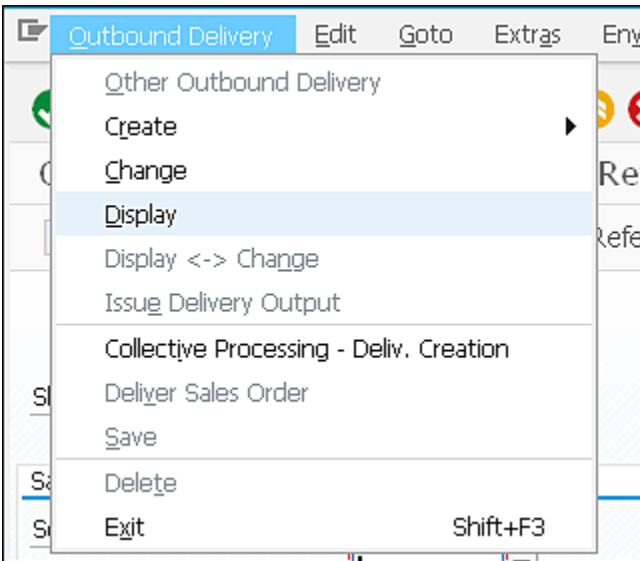 Outbound Delivery Edit Goto Extras
Other Outbound Delivery
Create
Change
Display
Display <-> Change
Issue Delivery Output
Collective Processing - Deliv. Creation
Deliver Sales Order
Save
Delete
Exit Shift+F3